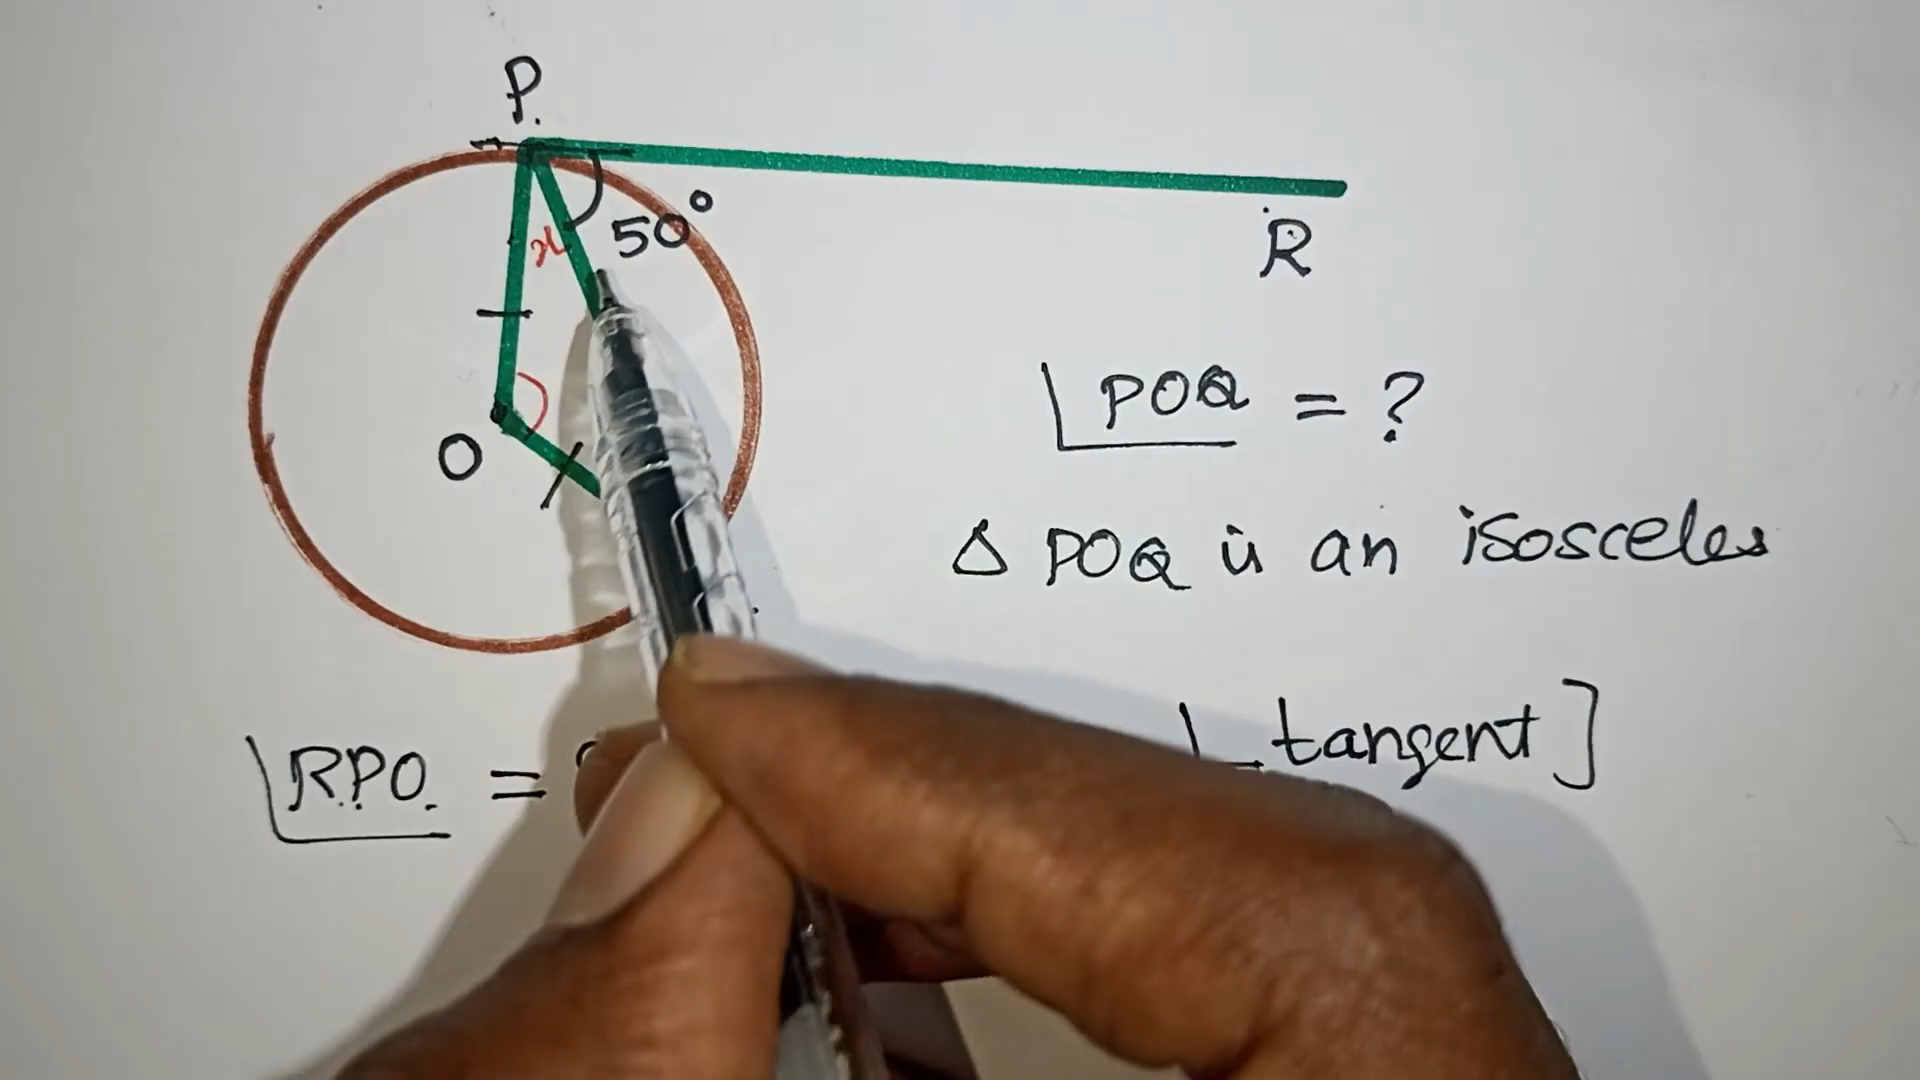 P
50°
x
R
O
∠POQ = ?
Δ POQ is an isosceles
∠RPO =
⊥ tangent ]